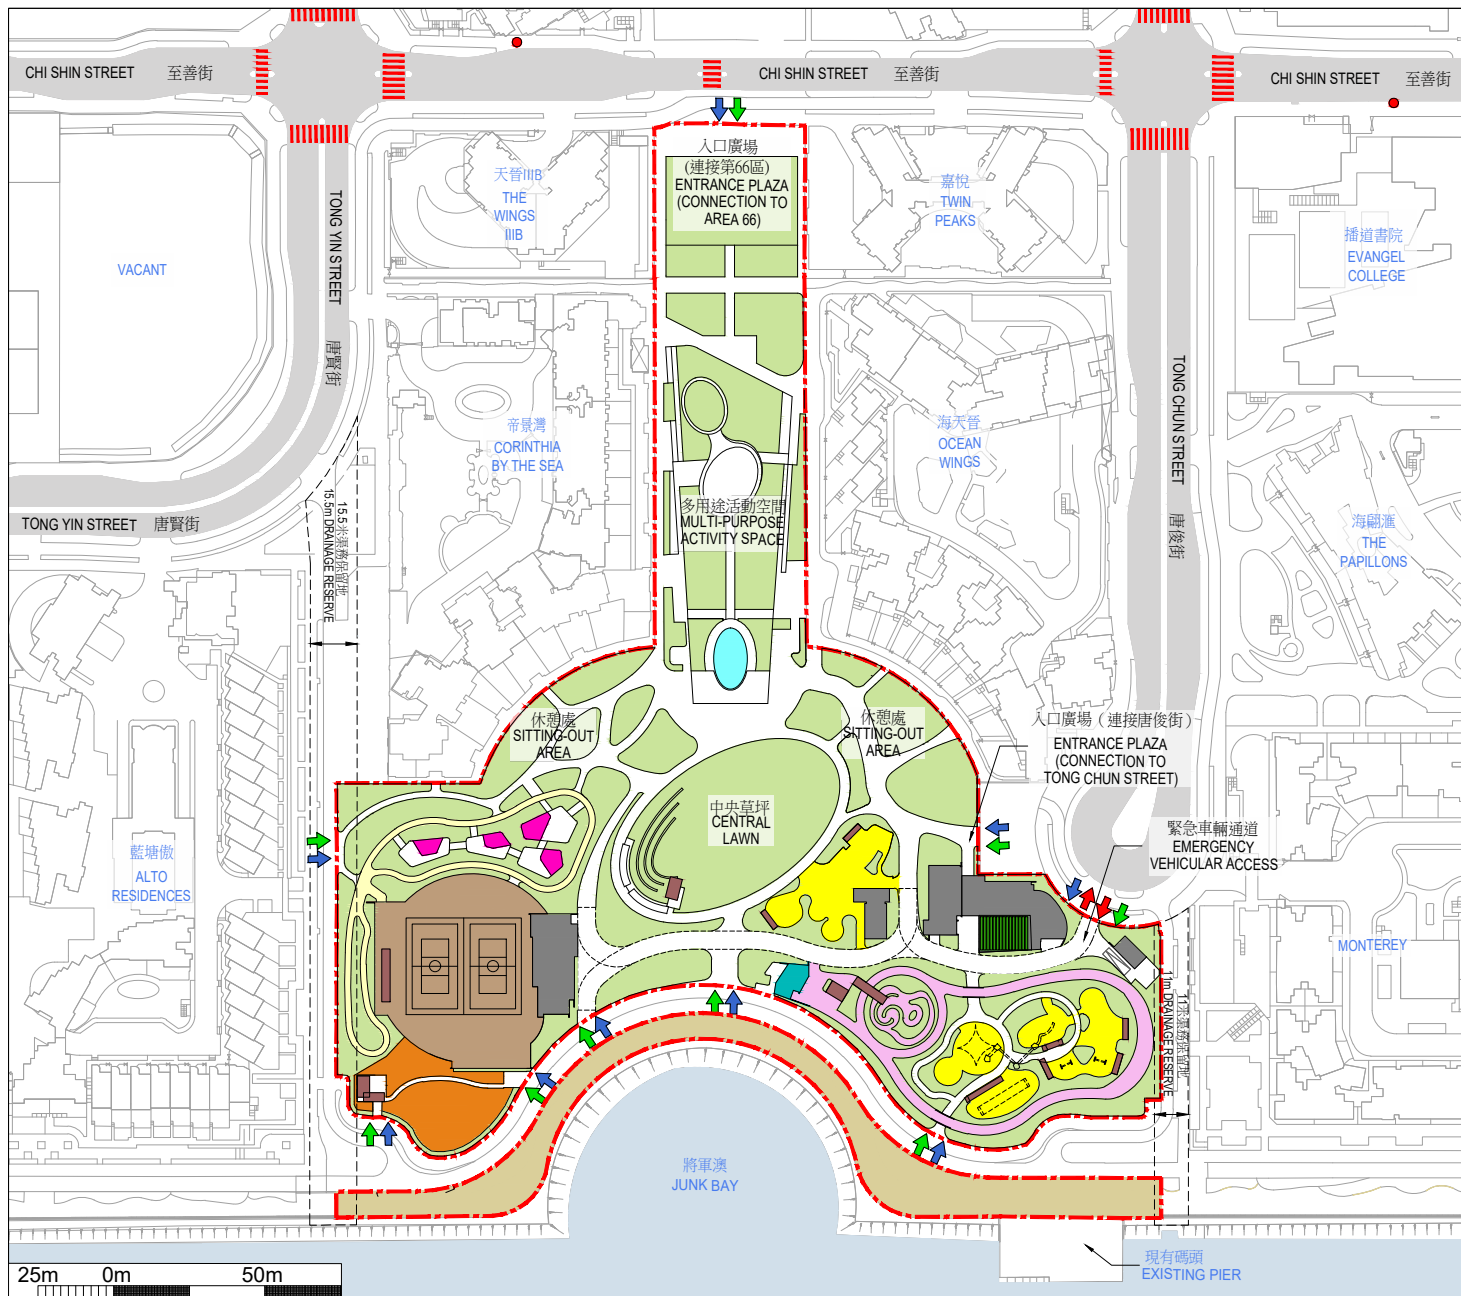 CHI SHIN STREET 至善街
CHI SHIN STREET 至善街
CHI SHIN STREET 至善街
入口廣場
(連接第66區)
ENTRANCE PLAZA
(CONNECTION TO
AREA 66)
天晉IIIB
THE
WINGS
IIIB
嘉悅
TWIN
PEAKS
播道書院
EVANGEL
COLLEGE
VACANT
TONG YIN STREET
唐賢街
帝景灣
CORINTHIA
BY THE SEA
海天晉
OCEAN
WINGS
TONG CHUN STREET
唐俊街
TONG YIN STREET 唐賢街
15.5米渠務保留地
15.5m DRAINAGE RESERVE
多用途活動空間
MULTI-PURPOSE
ACTIVITY SPACE
海翩滙
THE
PAPILLONS
休憩處
SITTING-OUT
AREA
休憩處
SITTING-OUT
AREA
入口廣場（連接唐俊街）
ENTRANCE PLAZA
(CONNECTION TO
TONG CHUN STREET)
中央草坪
CENTRAL
LAWN
緊急車輛通道
EMERGENCY
VEHICULAR ACCESS
藍塘傲
ALTO
RESIDENCES
MONTEREY
11米渠務保留地
11m DRAINAGE RESERVE
將軍澳
JUNK BAY
現有碼頭
EXISTING PIER
25m 0m 50m